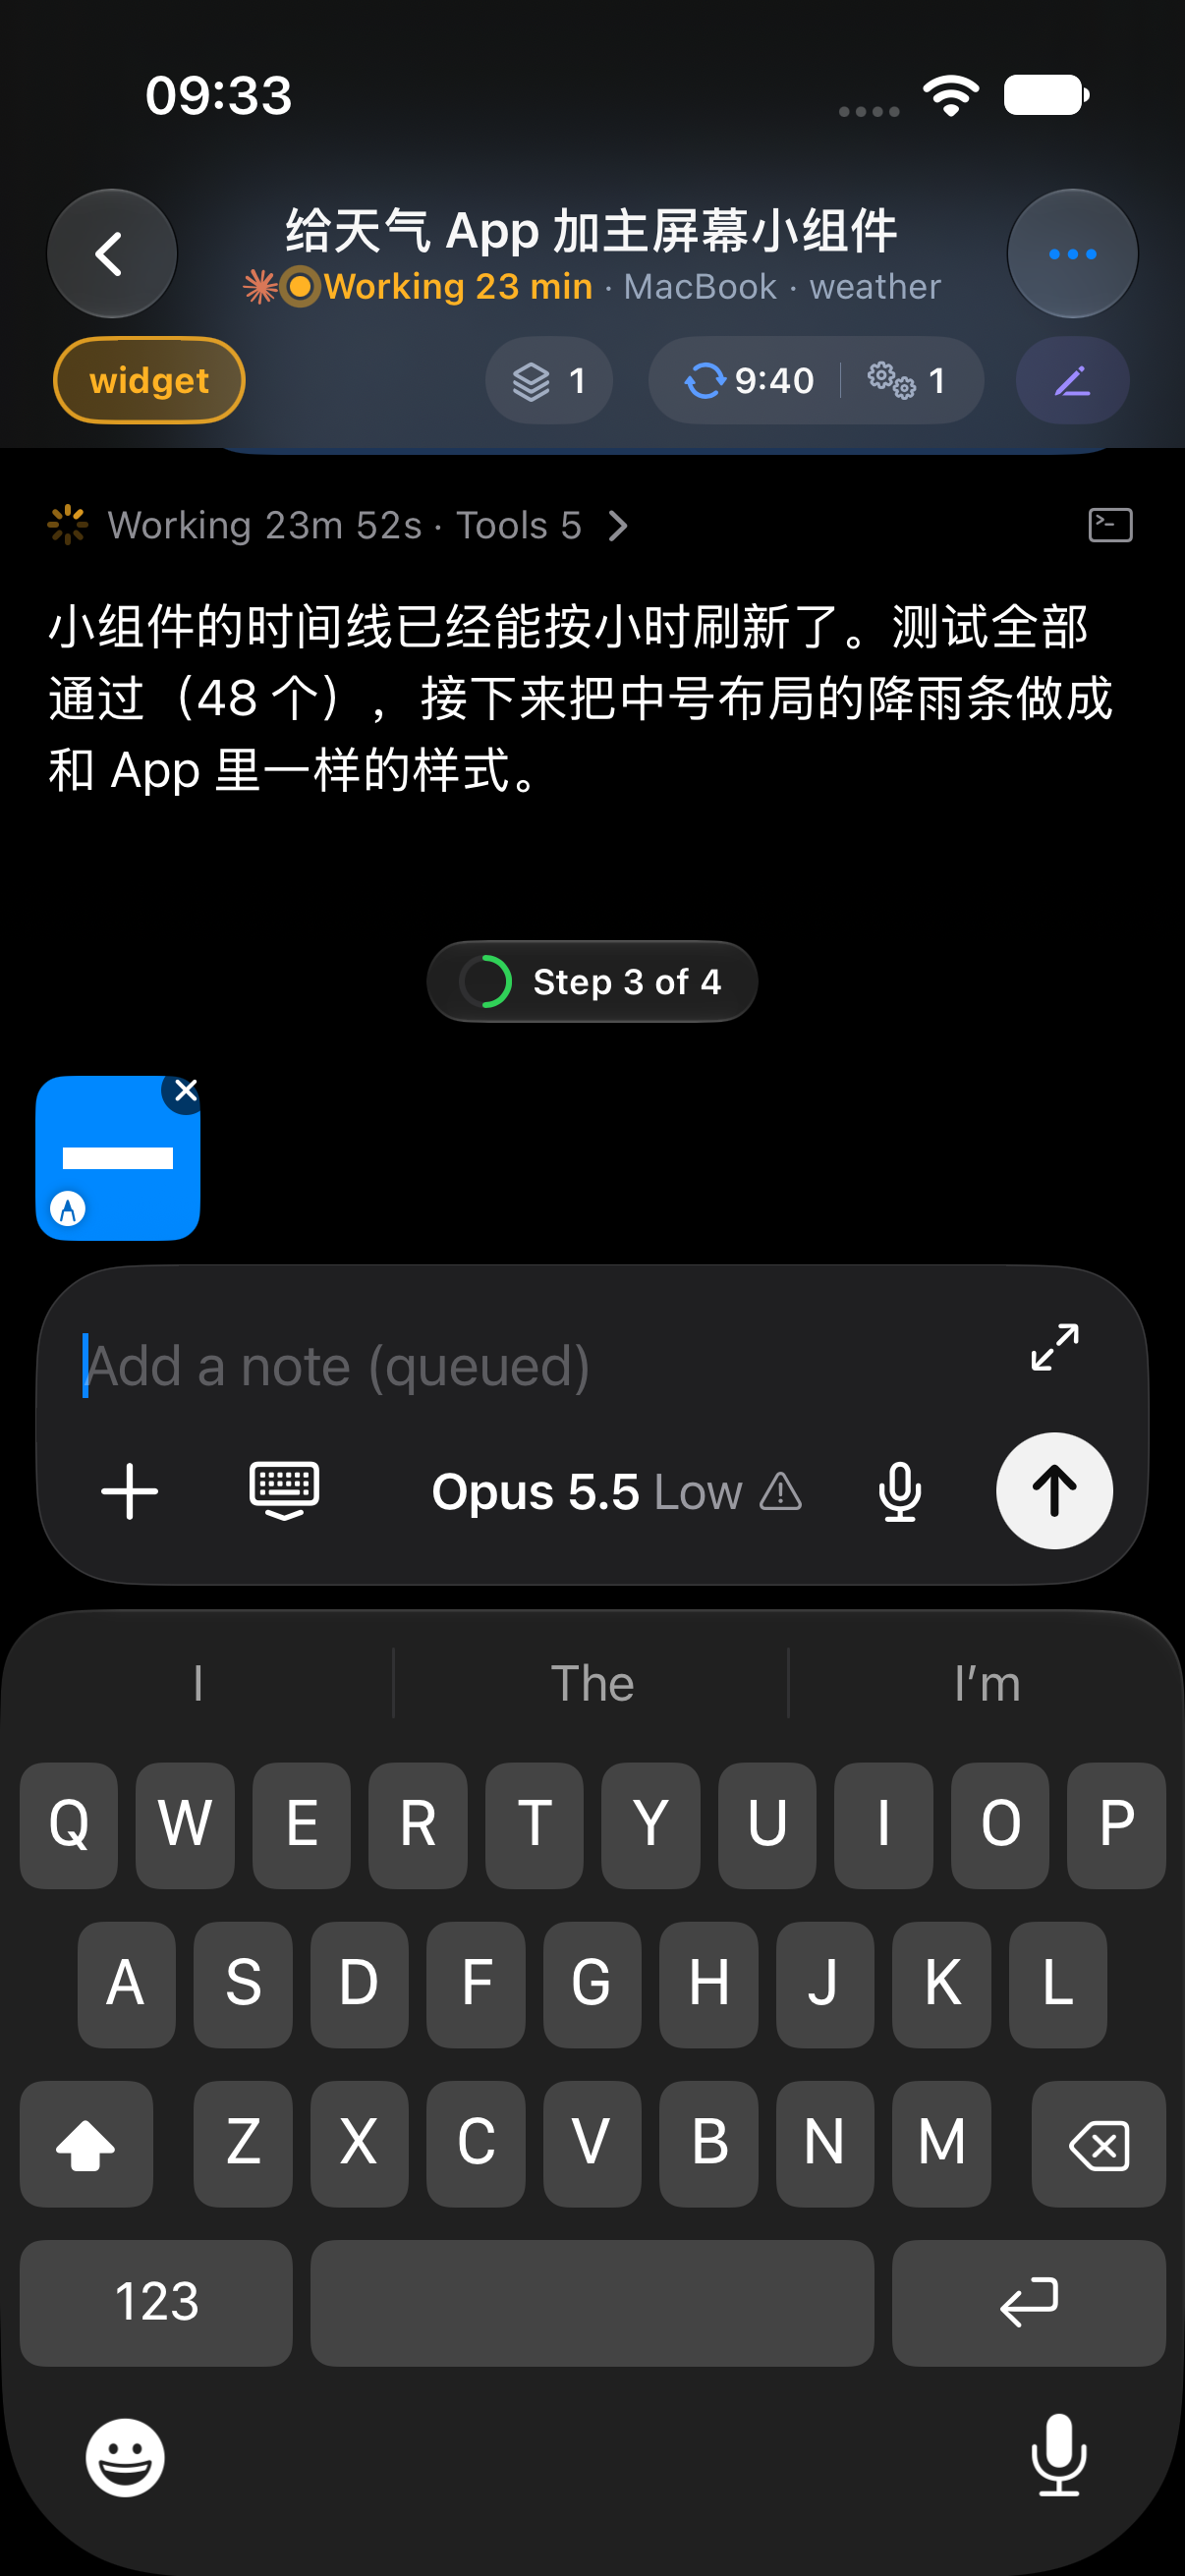 09:33
给天气 App 加主屏幕小组件
Working 23 min · MacBook · weather
widget
1
9:40
1
Working 23m 52s · Tools 5
小组件的时间线已经能按小时刷新了。测试全部
通过（48 个），接下来把中号布局的降雨条做成
和 App 里一样的样式。
Step 3 of 4
Add a note (queued)
Opus 5.5 Low
I The I’m
Q W E R T Y U I O P
A S D F G H J K L
Z X C V B N M
123